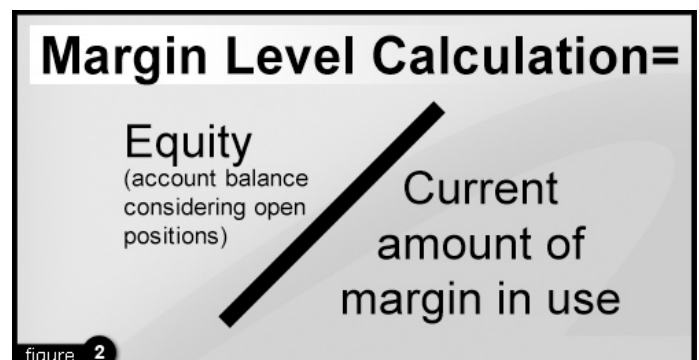 Margin Level Calculation=
Equity
(account balance
considering open
positions)
Current
amount of
margin in use
figure 2